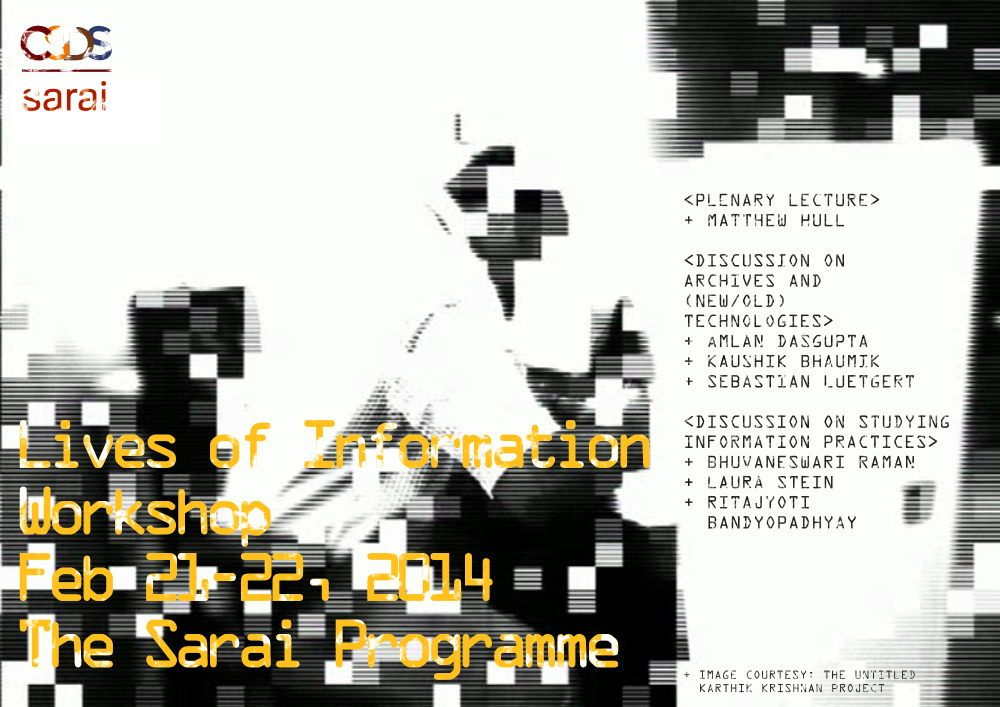 CSDS
sarai
<PLENARY LECTURE>
+ MATTHEW HULL
<DISCUSSION ON
ARCHIVES AND
(NEW/OLD)
TECHNOLOGIES>
+ AMLAN DASGUPTA
+ KAUSHIK BHAUMIK
+ SEBASTIAN LUETGERT
<DISCUSSION ON STUDYING
INFORMATION PRACTICES>
+ BHUVANESWARI RAMAN
+ LAURA STEIN
+ RITAJYOTI
BANDYOPADHYAY
Lives of Information
Workshop
Feb 21-22, 2014
The Sarai Programme
+ IMAGE COURTESY: THE UNTITLED
KARTHIK KRISHNAN PROJECT